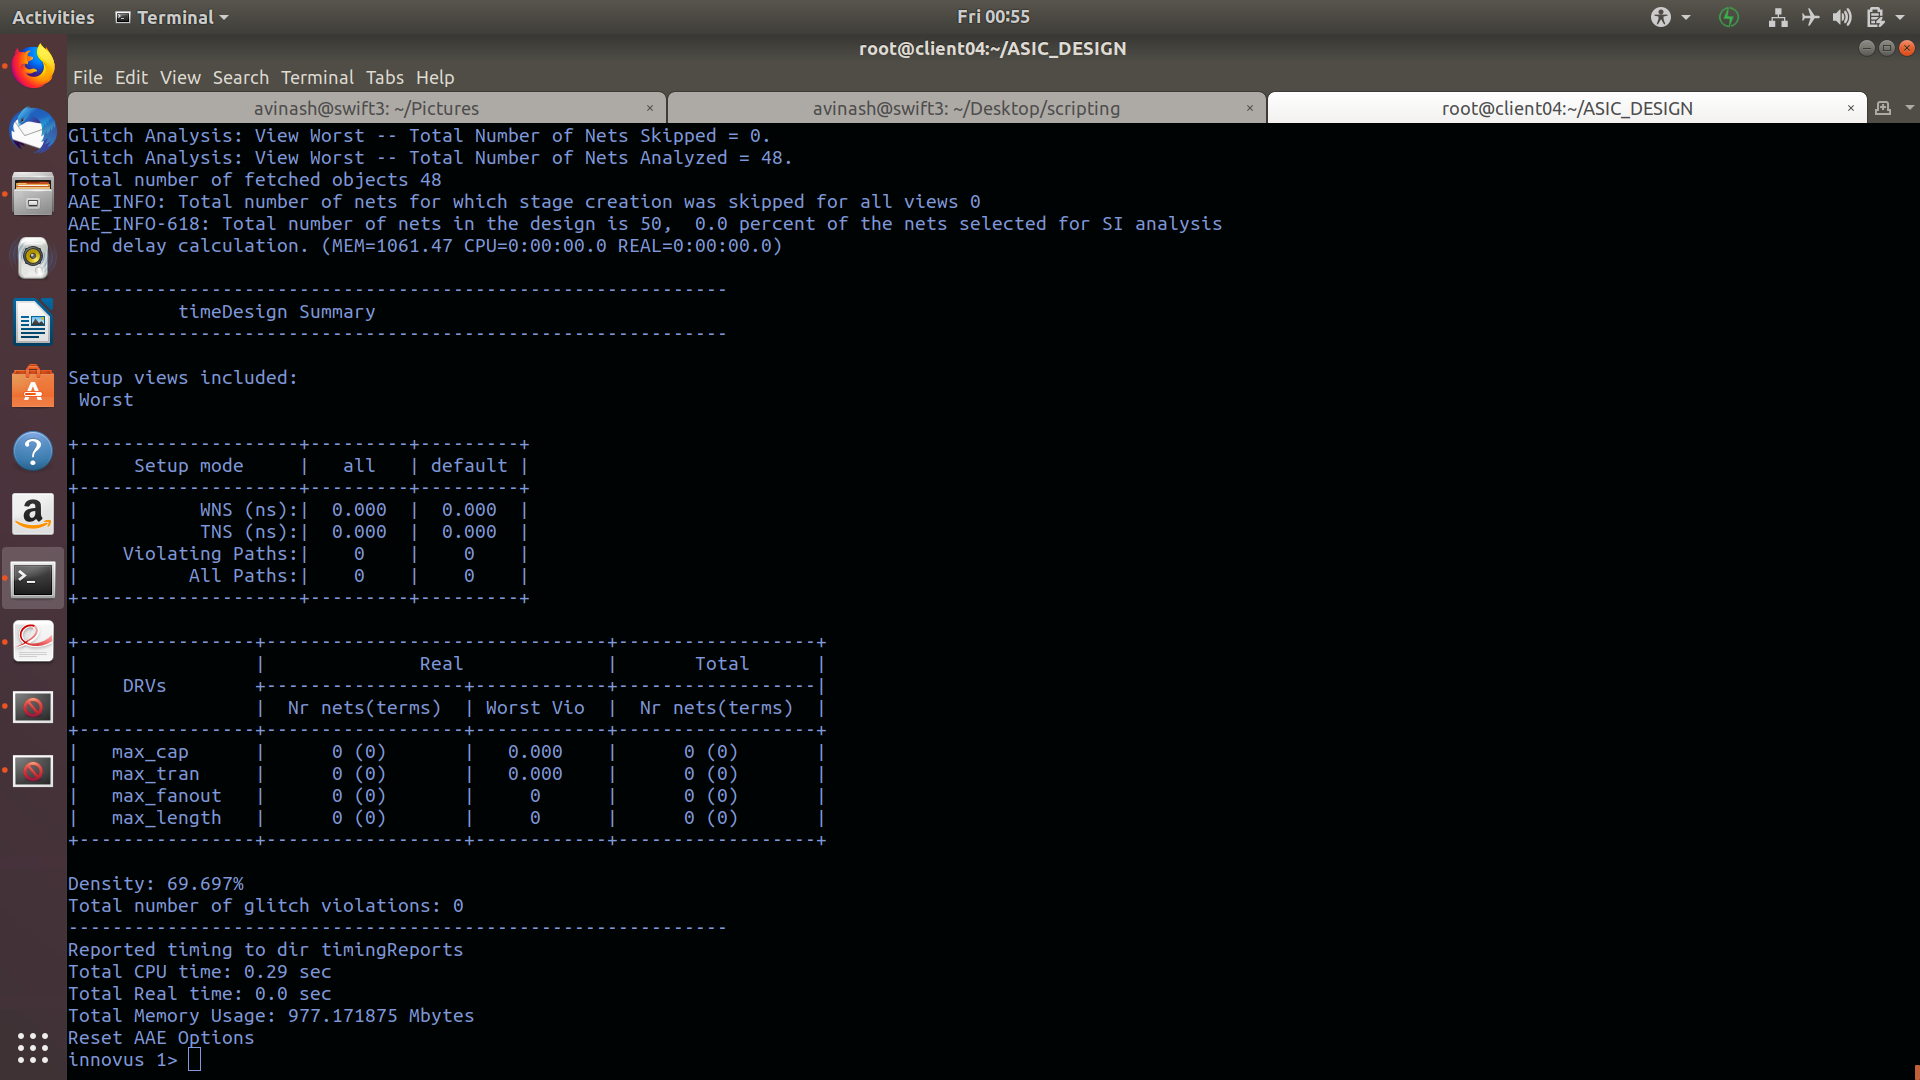 Activities Terminal Fri 00:55
root@client04:~/ASIC_DESIGN
File Edit View Search Terminal Tabs Help
avinash@swift3: ~/Pictures × avinash@swift3: ~/Desktop/scripting × root@client04:~/ASIC_DESIGN ×
Glitch Analysis: View Worst -- Total Number of Nets Skipped = 0.
Glitch Analysis: View Worst -- Total Number of Nets Analyzed = 48.
Total number of fetched objects 48
AAE_INFO: Total number of nets for which stage creation was skipped for all views 0
AAE_INFO-618: Total number of nets in the design is 50,  0.0 percent of the nets selected for SI analysis
End delay calculation. (MEM=1061.47 CPU=0:00:00.0 REAL=0:00:00.0)
------------------------------------------------------------
          timeDesign Summary
------------------------------------------------------------
Setup views included:
 Worst
+--------------------+---------+---------+
|     Setup mode     |   all   | default |
+--------------------+---------+---------+
|           WNS (ns):|  0.000  |  0.000  |
|           TNS (ns):|  0.000  |  0.000  |
|    Violating Paths:|    0    |    0    |
|          All Paths:|    0    |    0    |
+--------------------+---------+---------+
+----------------+-------------------------------+------------------+
|                |              Real             |       Total      |
|    DRVs        +------------------+------------+------------------|
|                |  Nr nets(terms)  | Worst Vio  |  Nr nets(terms)  |
+----------------+------------------+------------+------------------+
|   max_cap      |      0 (0)       |   0.000    |      0 (0)       |
|   max_tran     |      0 (0)       |   0.000    |      0 (0)       |
|   max_fanout   |      0 (0)       |     0      |      0 (0)       |
|   max_length   |      0 (0)       |     0      |      0 (0)       |
+----------------+------------------+------------+------------------+
Density: 69.697%
Total number of glitch violations: 0
------------------------------------------------------------
Reported timing to dir timingReports
Total CPU time: 0.29 sec
Total Real time: 0.0 sec
Total Memory Usage: 977.171875 Mbytes
Reset AAE Options
innovus 1>